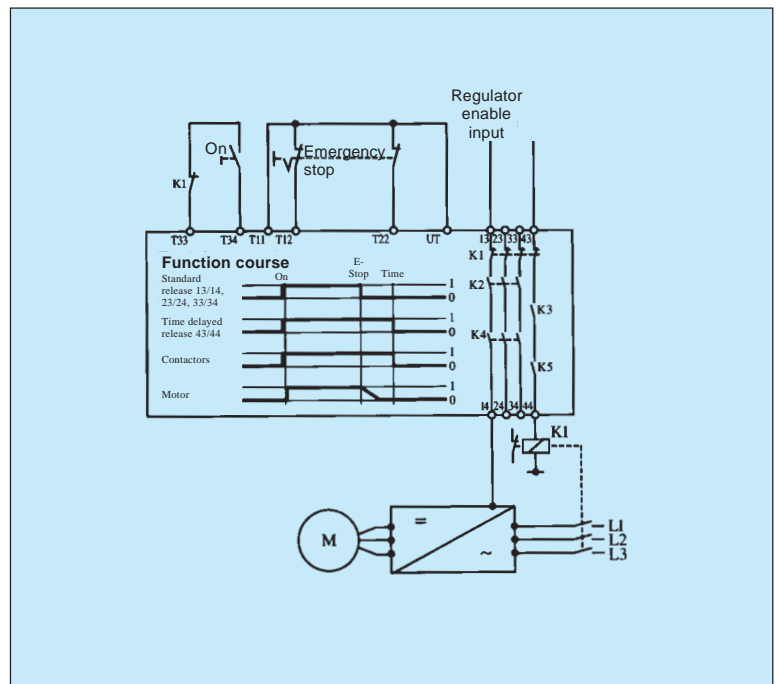 Regulator
enable
input
On
Emergency
stop
K1
T33 T34 T11 T12 T22 UT 13 23 33 43
Function course
Standard
release 13/14,
23/24, 33/34
On
E-
Stop
Time
1
0
Time delayed
release 43/44
1
0
Contactors
1
0
Motor
1
0
K1
K2
K3
K4
K5
14 24 34 44
K1
M
=
~
L1
L2
L3